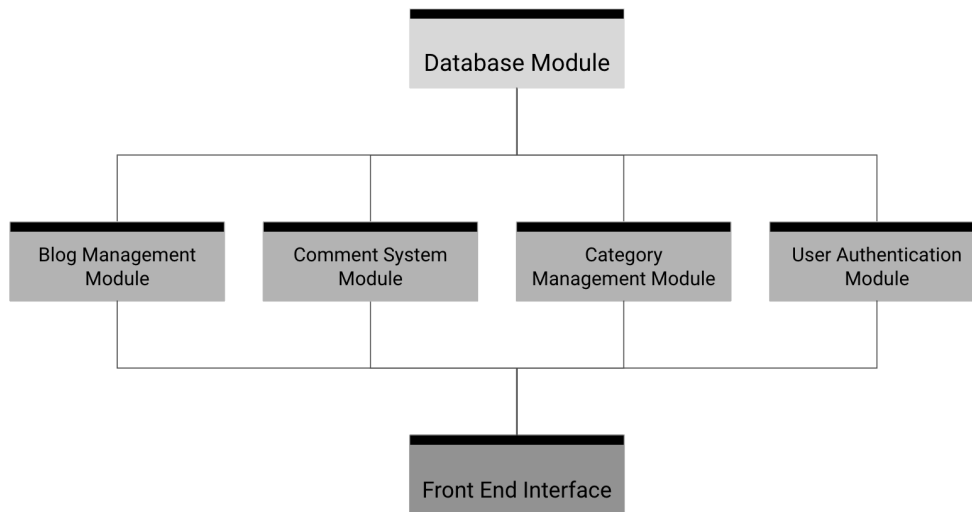 Database Module
Blog Management
Module
Comment System
Module
Category
Management Module
User Authentication
Module
Front End Interface